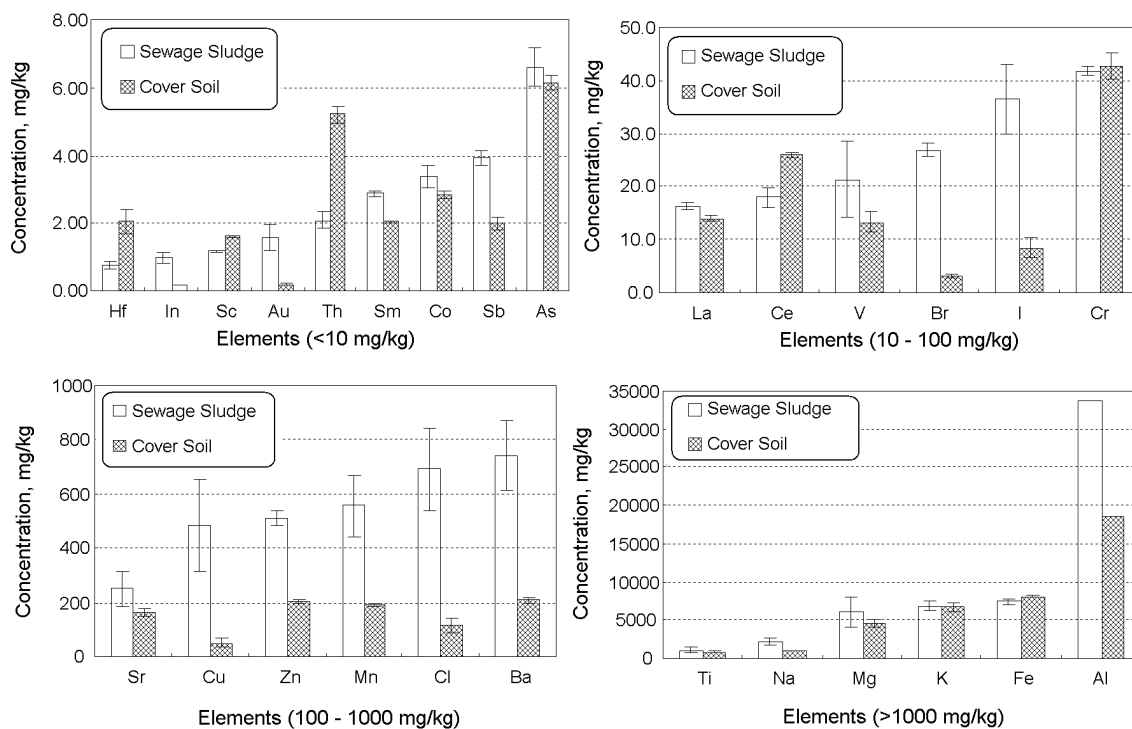 8.00
6.00
4.00
2.00
0.00
Concentration, mg/kg
Sewage Sludge
Cover Soil
Hf In Sc Au Th Sm Co Sb As
Elements (<10 mg/kg)
50.0
40.0
30.0
20.0
10.0
0.0
Concentration, mg/kg
Sewage Sludge
Cover Soil
La Ce V Br I Cr
Elements (10 - 100 mg/kg)
1000
800
600
400
200
0
Concentration, mg/kg
Sewage Sludge
Cover Soil
Sr Cu Zn Mn Cl Ba
Elements (100 - 1000 mg/kg)
35000
30000
25000
20000
15000
10000
5000
0
Concentration, mg/kg
Sewage Sludge
Cover Soil
Ti Na Mg K Fe Al
Elements (>1000 mg/kg)